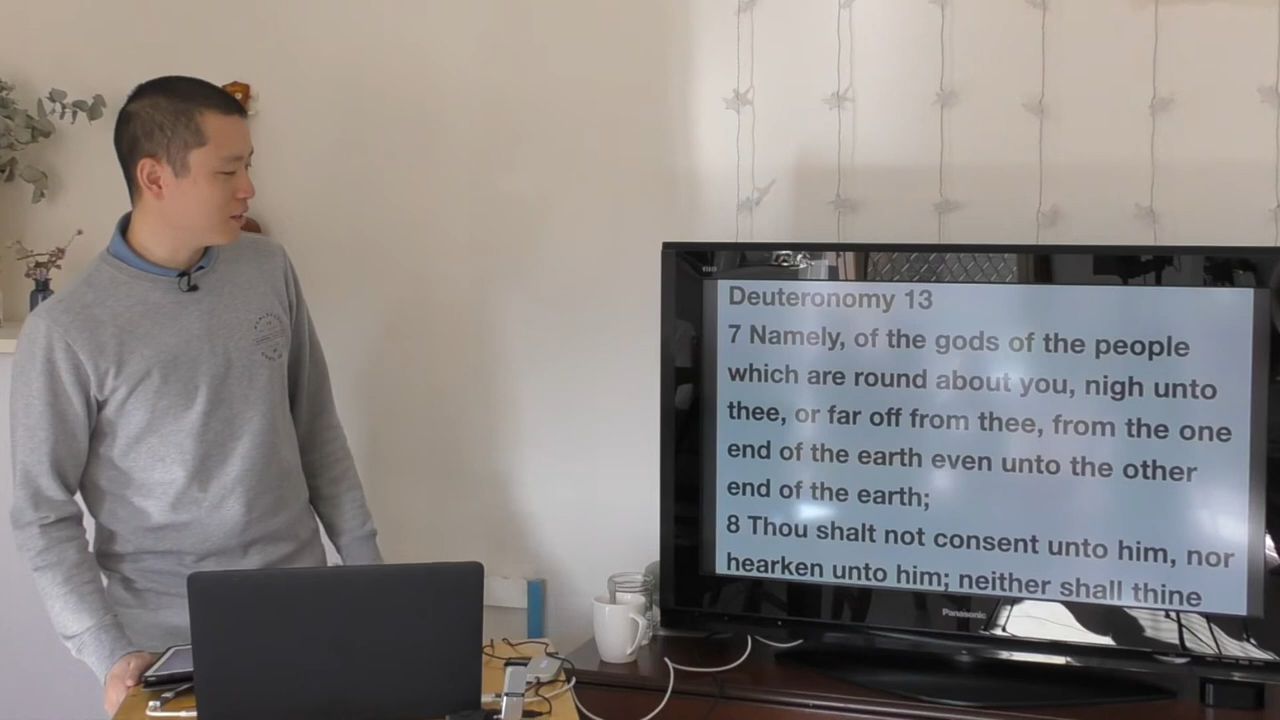 Deuteronomy 13
7 Namely, of the gods of the people
which are round about you, nigh unto
thee, or far off from thee, from the one
end of the earth even unto the other
end of the earth;
8 Thou shalt not consent unto him, nor
hearken unto him; neither shall thine
Panasonic